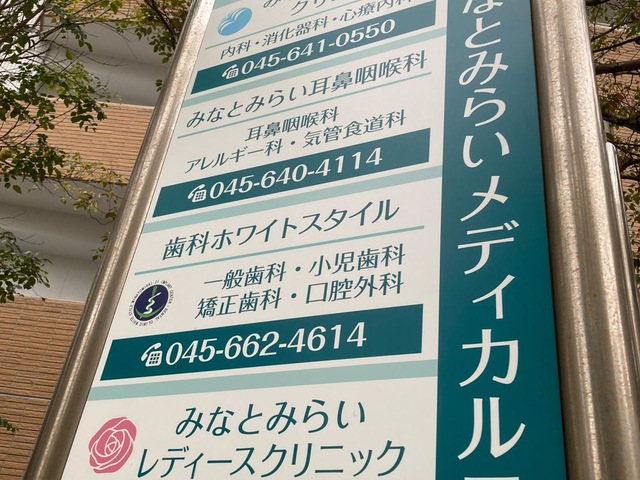 クリ
内科・消化器科・心療内科
045-641-0550
みなとみらい耳鼻咽喉科
耳鼻咽喉科
アレルギー科・気管食道科
045-640-4114
歯科ホワイトスタイル
一般歯科・小児歯科
矯正歯科・口腔外科
045-662-4614
みなとみらい
レディースクリニック
なとみらいメディカル